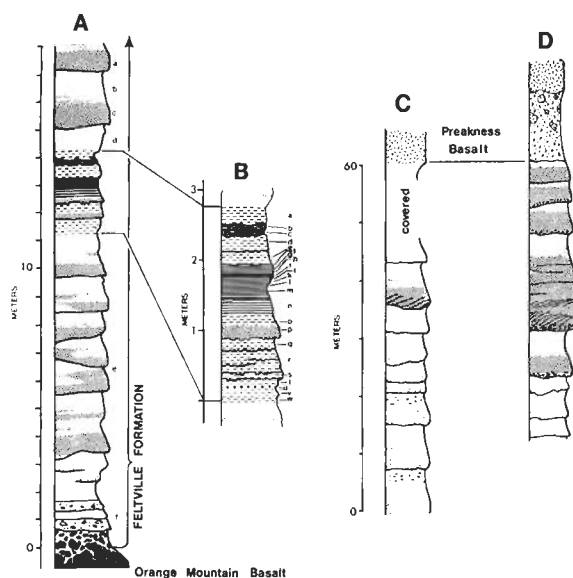 A
B
C
D
a
b
c
d
e
f
METERS
10
0
FELTVILLE FORMATION
Orange Mountain Basalt
3
2
1
METERS
a
b
c
d
m
n
o
p
q
r
s
Preakness
Basalt
60
covered
METERS
0